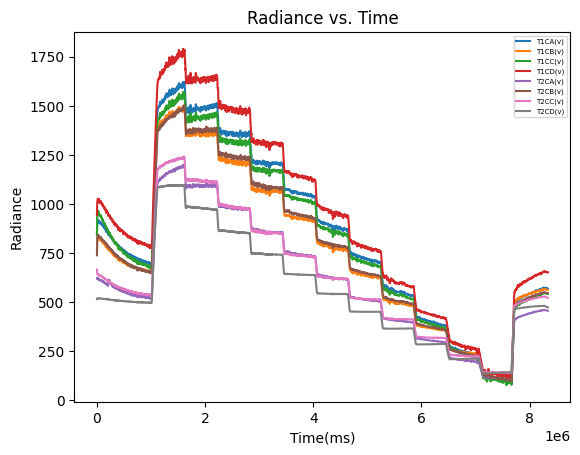 Radiance vs. Time
T1CA(v)
T1CB(v)
T1CC(v)
T1CD(v)
T2CA(v)
T2CB(v)
T2CC(v)
T2CD(v)
1750
1500
1250
1000
750
500
250
0
Radiance
0 2 4 6 8
1e6
Time(ms)